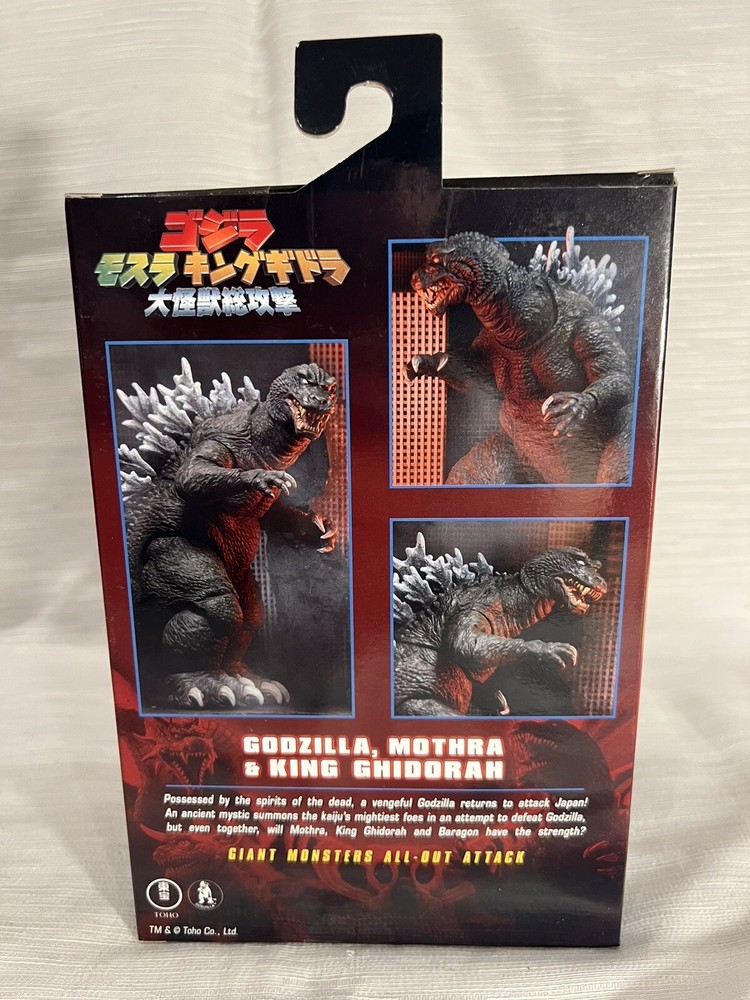 ゴジラ
モスラ キングギドラ
大怪獣総攻撃
GODZILLA, MOTHRA
& KING GHIDORAH
Possessed by the spirits of the dead, a vengeful Godzilla returns to attack Japan!
An ancient mystic summons the kaiju's mightiest foes in an attempt to defeat Godzilla,
but even together, will Mothra, King Ghidorah and Baragon have the strength?
GIANT MONSTERS ALL-OUT ATTACK
東宝
TOHO
TM & © Toho Co., Ltd.